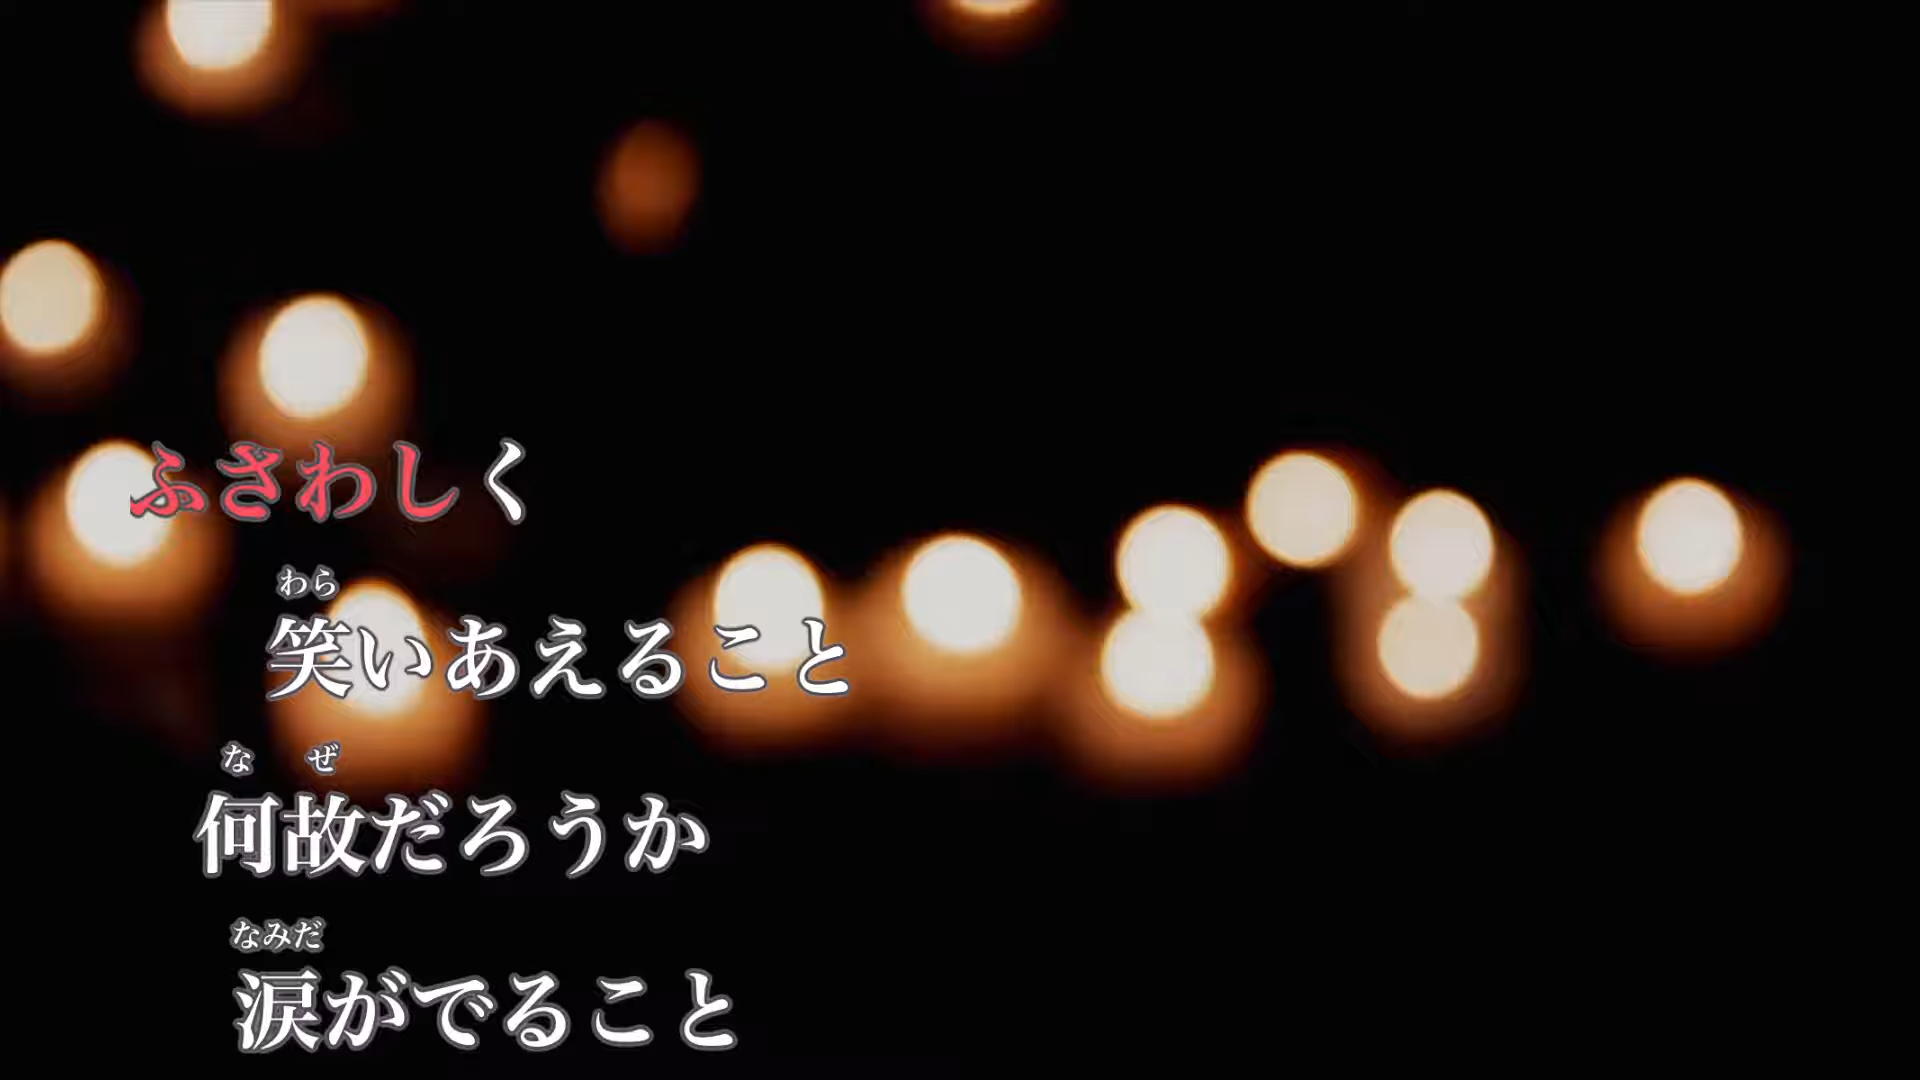 ふさわしく
わら
笑いあえること
なぜ
何故だろうか
なみだ
涙がでること